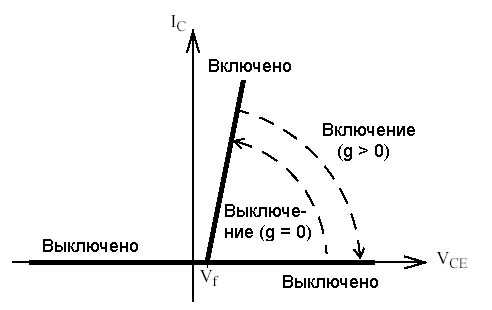 I_C
Включено
Включение
(g > 0)
Выключе-
ние (g = 0)
Выключено
V_f
Выключено
V_CE